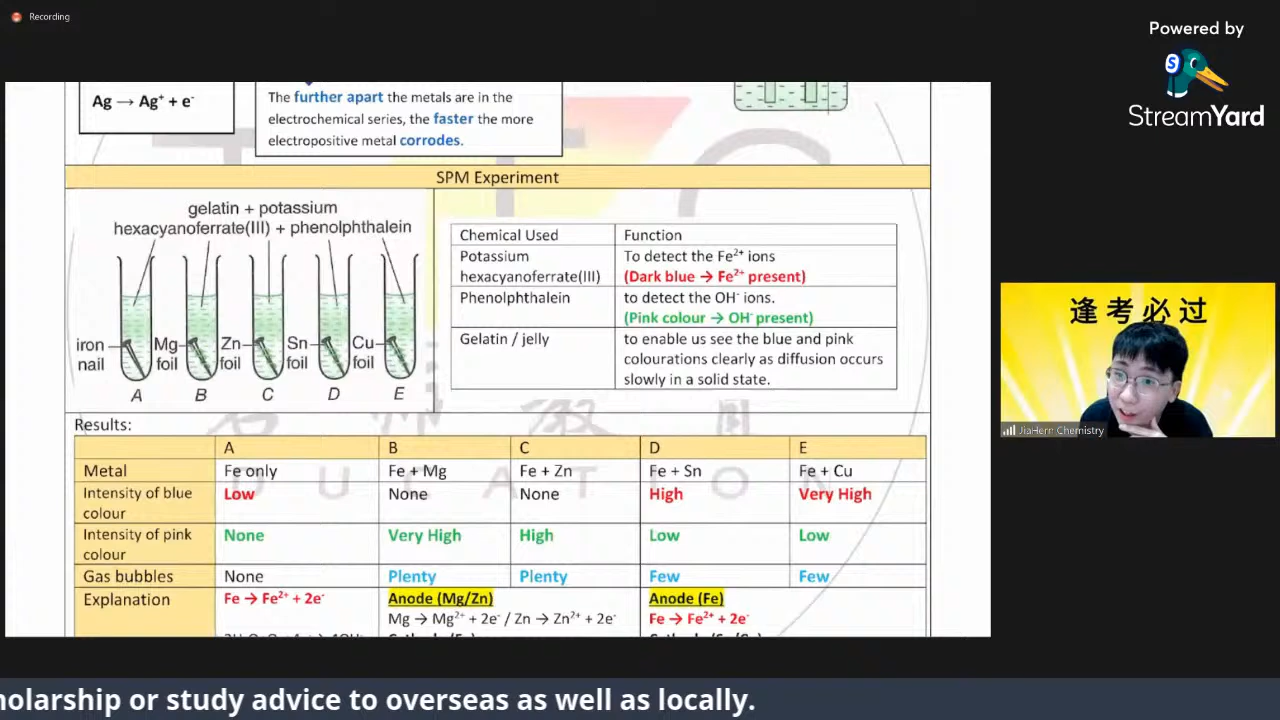 Recording
Powered by
StreamYard
Ag → Ag⁺ + e⁻
The further apart the metals are in the
electrochemical series, the faster the more
electropositive metal corrodes.
SPM Experiment
gelatin + potassium
hexacyanoferrate(III) + phenolphthalein
iron
nail
Mg
foil
Zn
foil
Sn
foil
Cu
foil
A B C D E
Chemical Used Function
Potassium
hexacyanoferrate(III)
To detect the Fe²⁺ ions
(Dark blue → Fe²⁺ present)
Phenolphthalein
to detect the OH⁻ ions.
(Pink colour → OH⁻ present)
Gelatin / jelly
to enable us see the blue and pink
colourations clearly as diffusion occurs
slowly in a solid state.
Results:
A B C D E
Metal Fe only Fe + Mg Fe + Zn Fe + Sn Fe + Cu
Intensity of blue
colour
Low None None High Very High
Intensity of pink
colour
None Very High High Low Low
Gas bubbles None Plenty Plenty Few Few
Explanation
Fe → Fe²⁺ + 2e⁻
Anode (Mg/Zn)
Mg → Mg²⁺ + 2e⁻ / Zn → Zn²⁺ + 2e⁻
Anode (Fe)
Fe → Fe²⁺ + 2e⁻
逢考必过
JiaHern Chemistry
or study advice to overseas as well as locally.